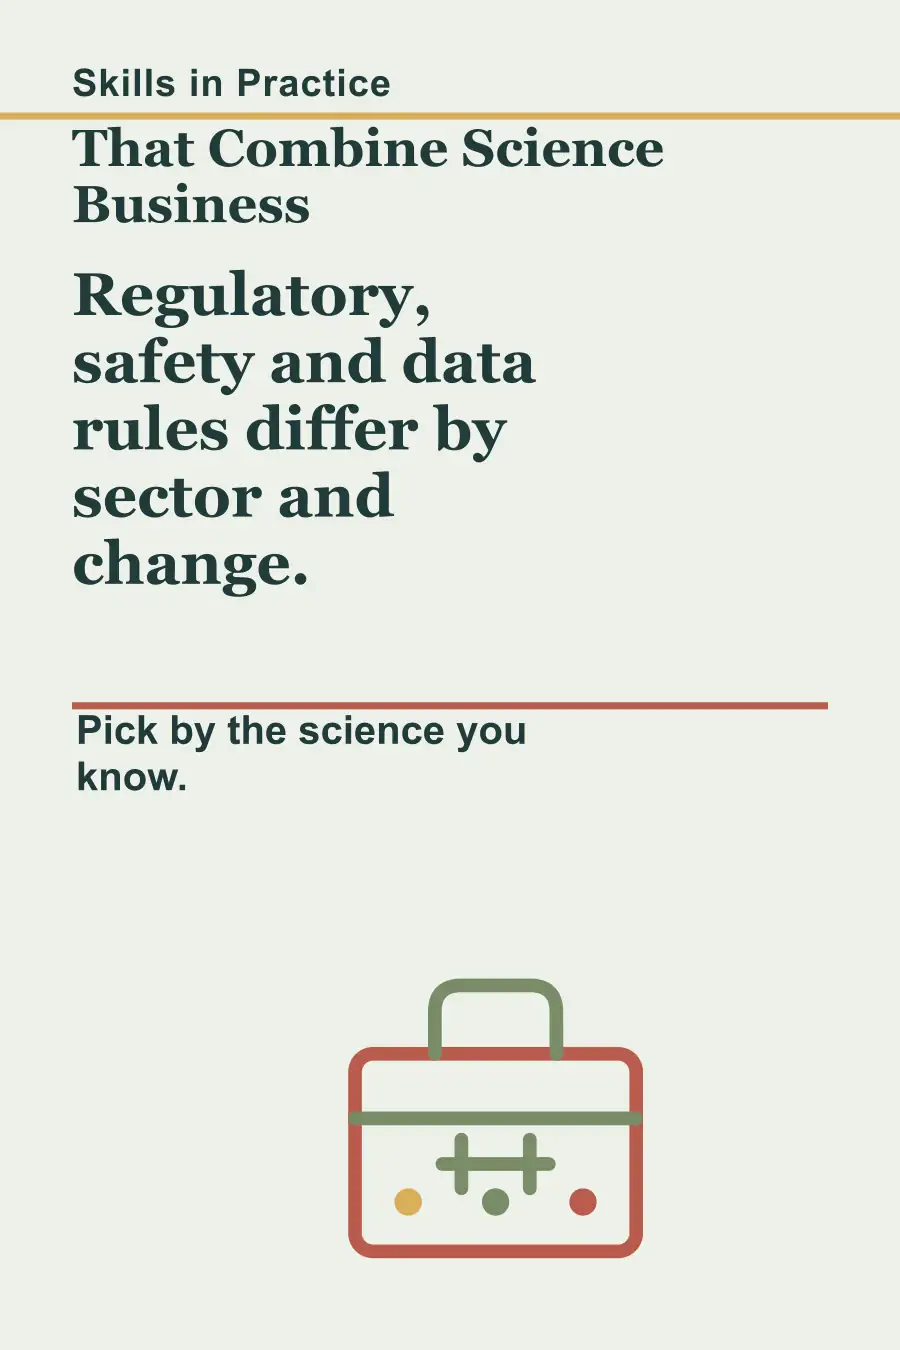 Skills in Practice
That Combine Science
Business
Regulatory,
safety and data
rules differ by
sector and
change.
Pick by the science you
know.